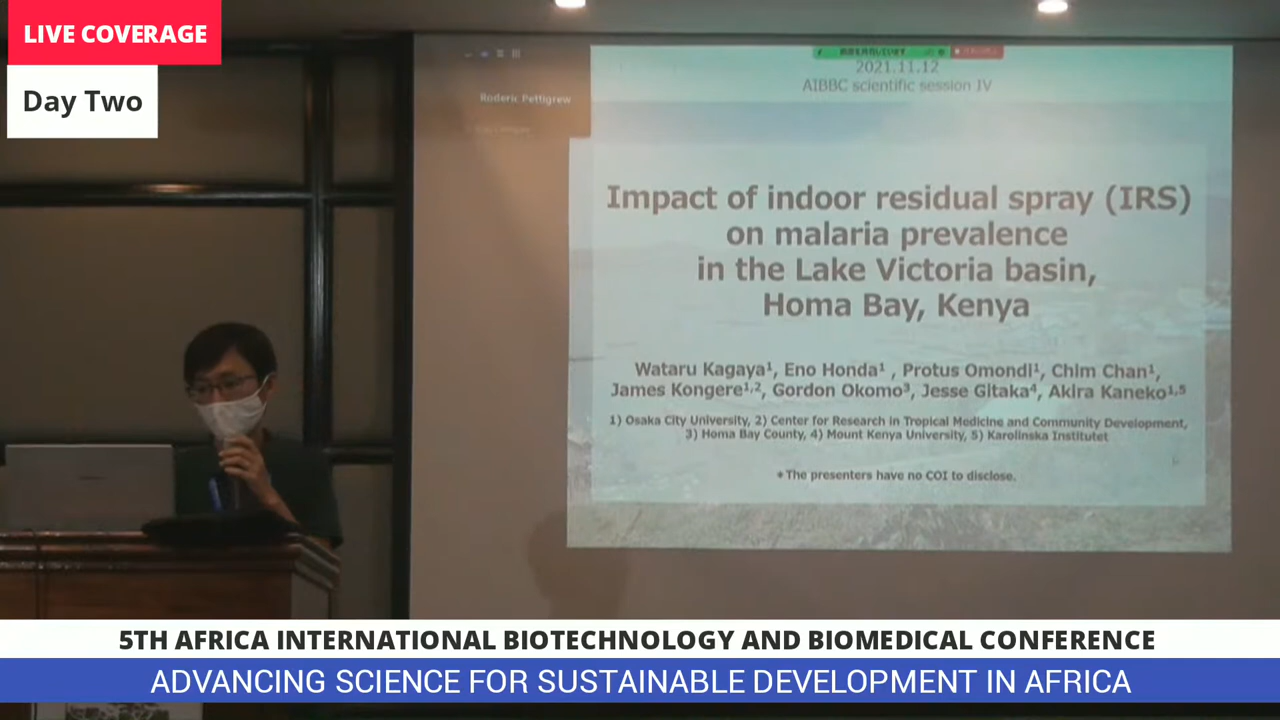 LIVE COVERAGE
Day Two
Roderic Pettigrew
2021.11.12
AIBBC scientific session IV
Impact of indoor residual spray (IRS)
on malaria prevalence
in the Lake Victoria basin,
Homa Bay, Kenya
Wataru Kagaya¹, Eno Honda¹ , Protus Omondi¹, Chim Chan¹,
James Kongere¹,², Gordon Okomo³, Jesse Gitaka⁴, Akira Kaneko¹,⁵
1) Osaka City University, 2) Center for Research in Tropical Medicine and Community Development,
3) Homa Bay County, 4) Mount Kenya University, 5) Karolinska Institutet
*The presenters have no COI to disclose.
5TH AFRICA INTERNATIONAL BIOTECHNOLOGY AND BIOMEDICAL CONFERENCE
ADVANCING SCIENCE FOR SUSTAINABLE DEVELOPMENT IN AFRICA